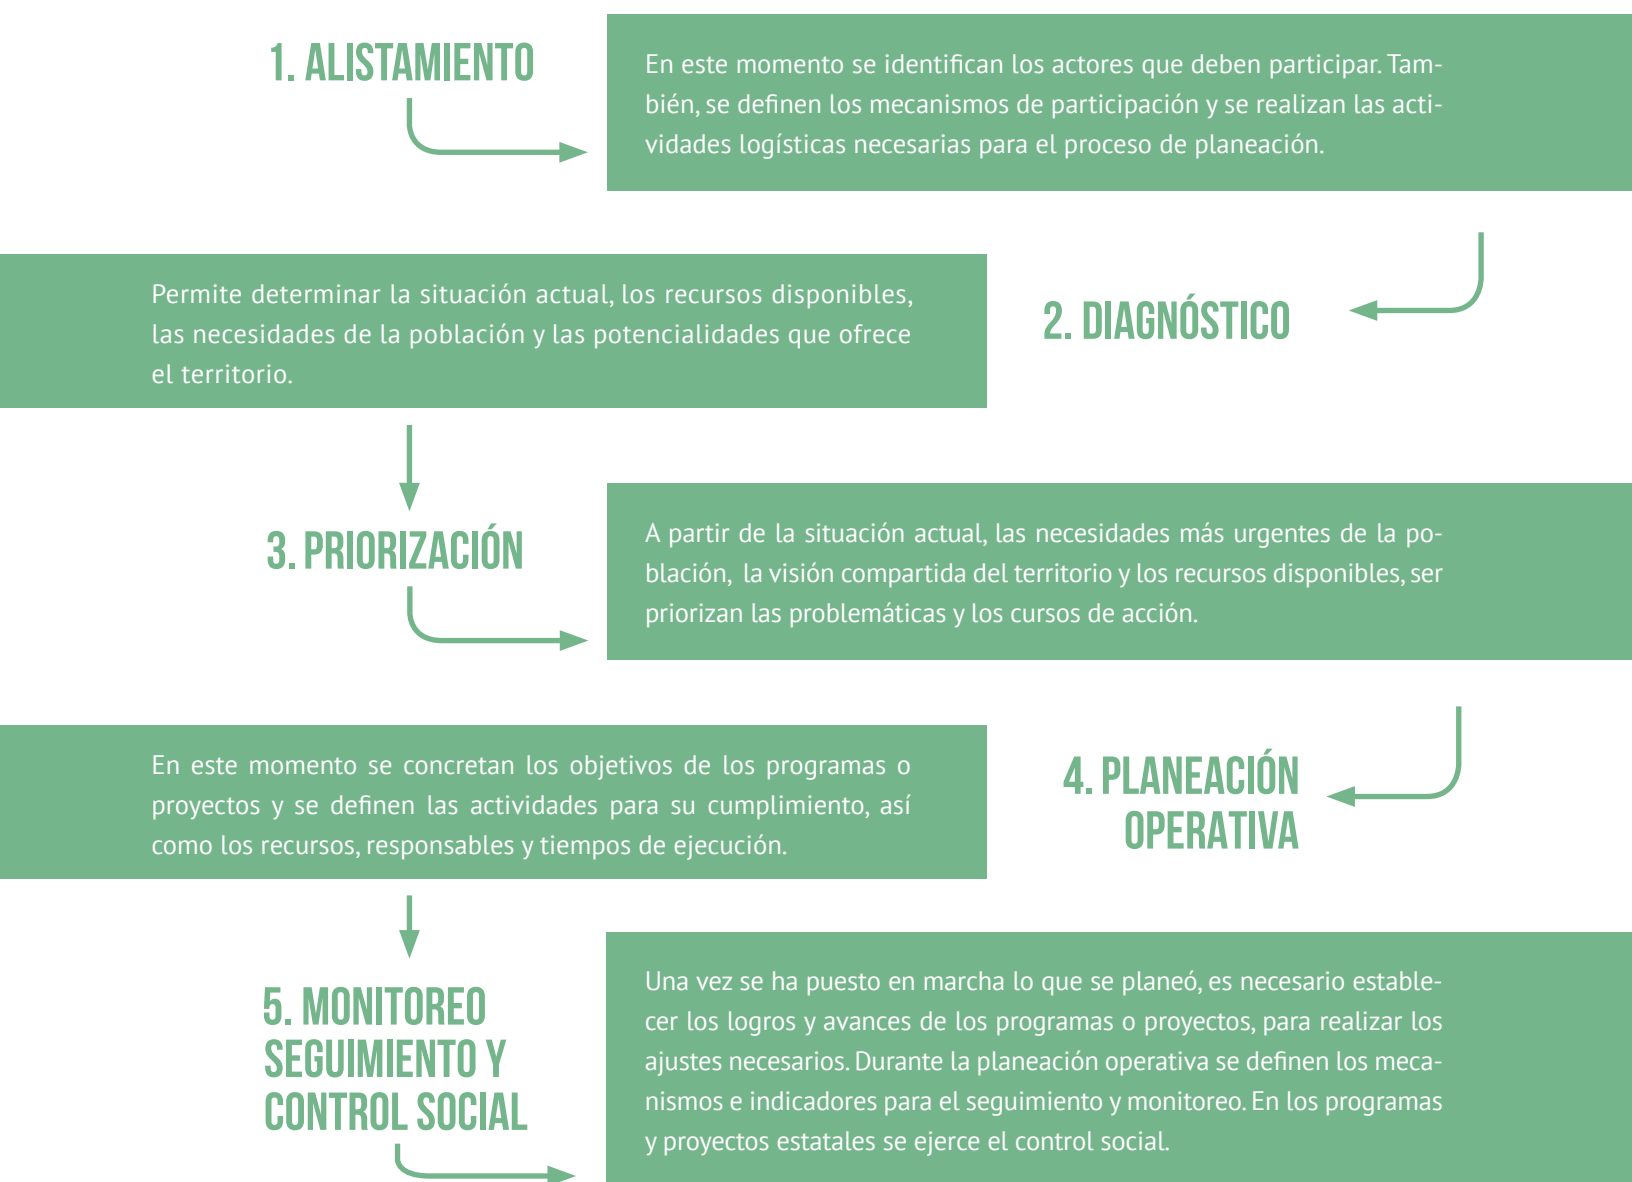 1. ALISTAMIENTO
En este momento se identifican los actores que deben participar. Tam-
bién, se definen los mecanismos de participación y se realizan las acti-
vidades logísticas necesarias para el proceso de planeación.
2. DIAGNÓSTICO
Permite determinar la situación actual, los recursos disponibles,
las necesidades de la población y las potencialidades que ofrece
el territorio.
3. PRIORIZACIÓN
A partir de la situación actual, las necesidades más urgentes de la po-
blación, la visión compartida del territorio y los recursos disponibles, ser
priorizan las problemáticas y los cursos de acción.
4. PLANEACIÓN
OPERATIVA
En este momento se concretan los objetivos de los programas o
proyectos y se definen las actividades para su cumplimiento, así
como los recursos, responsables y tiempos de ejecución.
5. MONITOREO
SEGUIMIENTO Y
CONTROL SOCIAL
Una vez se ha puesto en marcha lo que se planeó, es necesario estable-
cer los logros y avances de los programas o proyectos, para realizar los
ajustes necesarios. Durante la planeación operativa se definen los meca-
nismos e indicadores para el seguimiento y monitoreo. En los programas
y proyectos estatales se ejerce el control social.